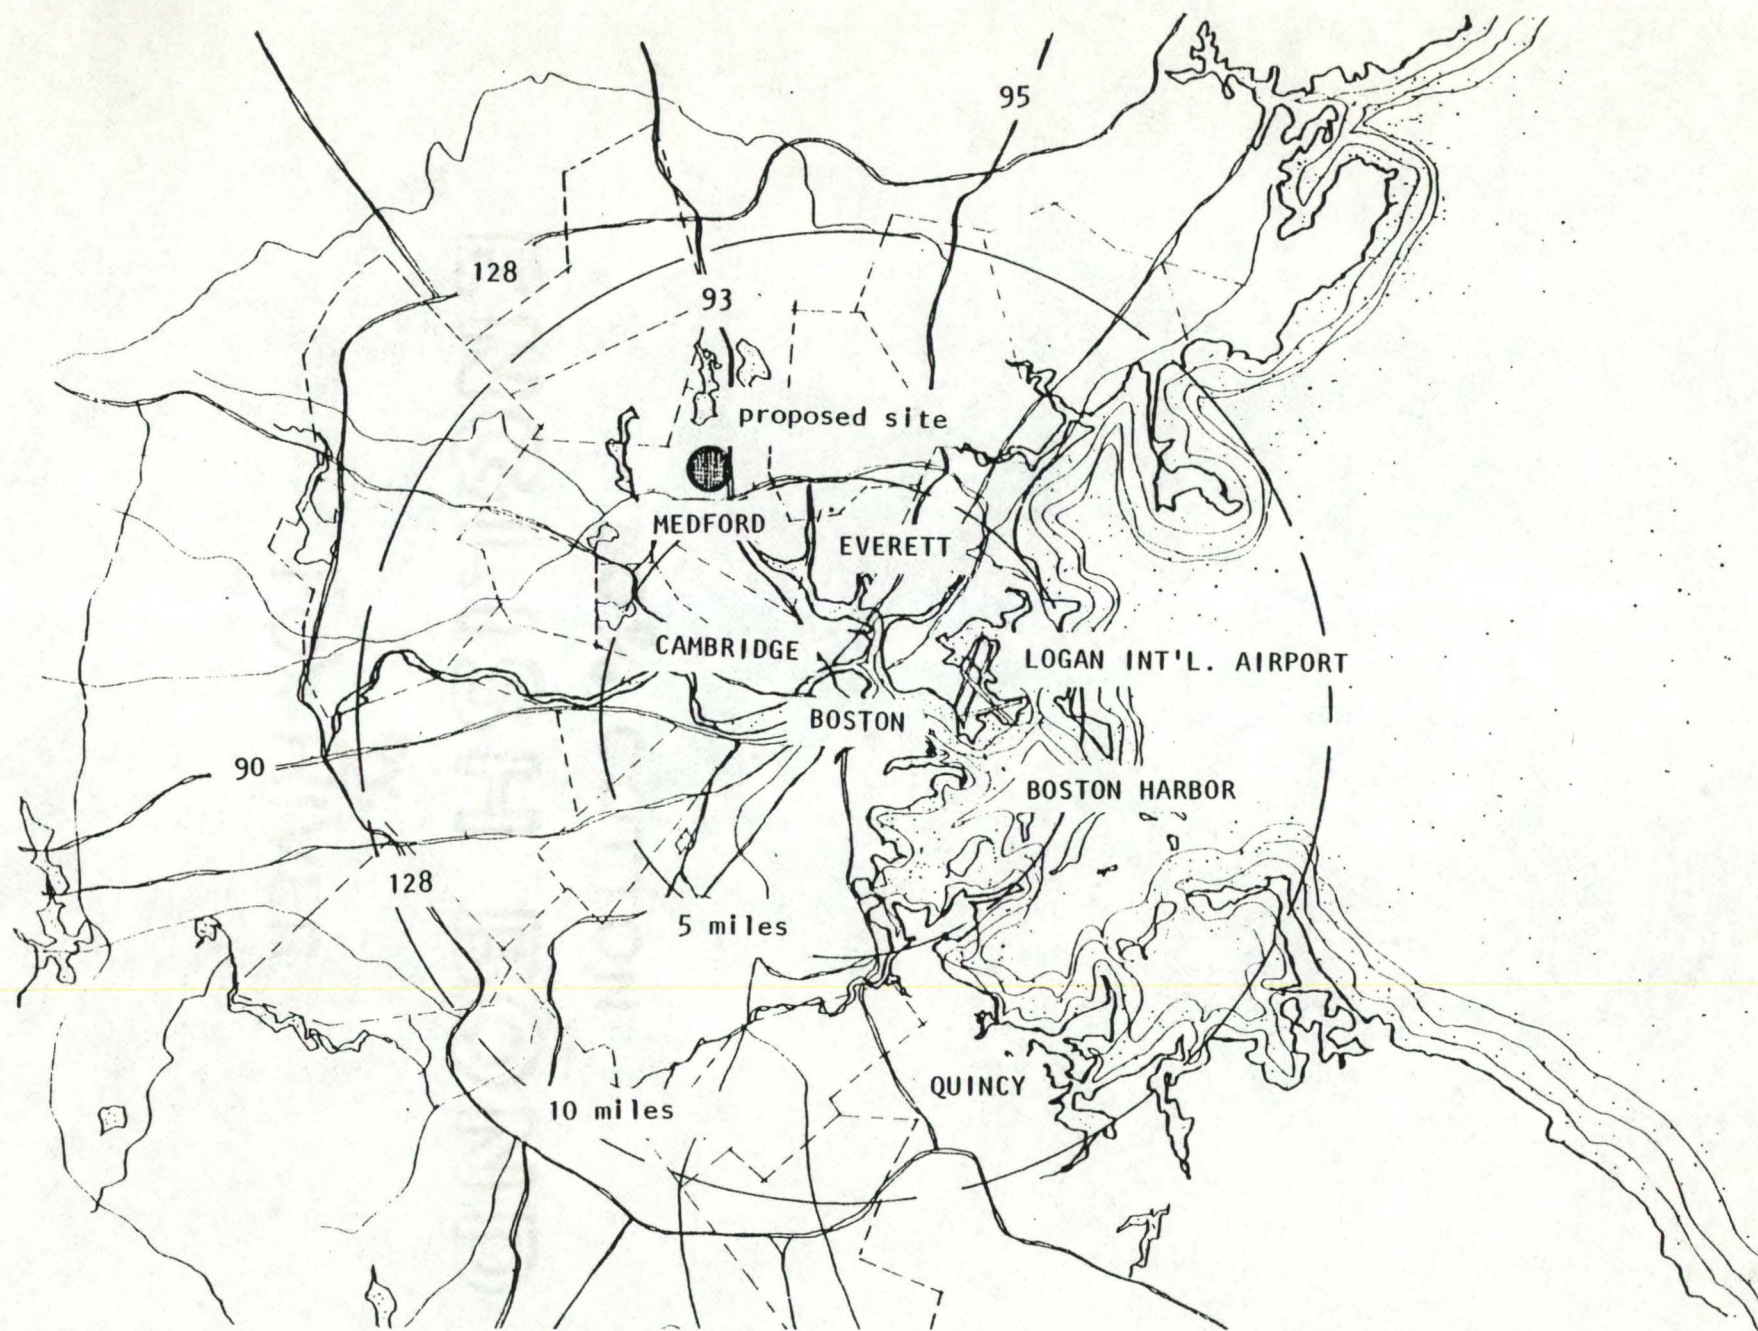 95
128
93
proposed site
MEDFORD
EVERETT
CAMBRIDGE
LOGAN INT'L. AIRPORT
BOSTON
90
BOSTON HARBOR
128
5 miles
QUINCY
10 miles